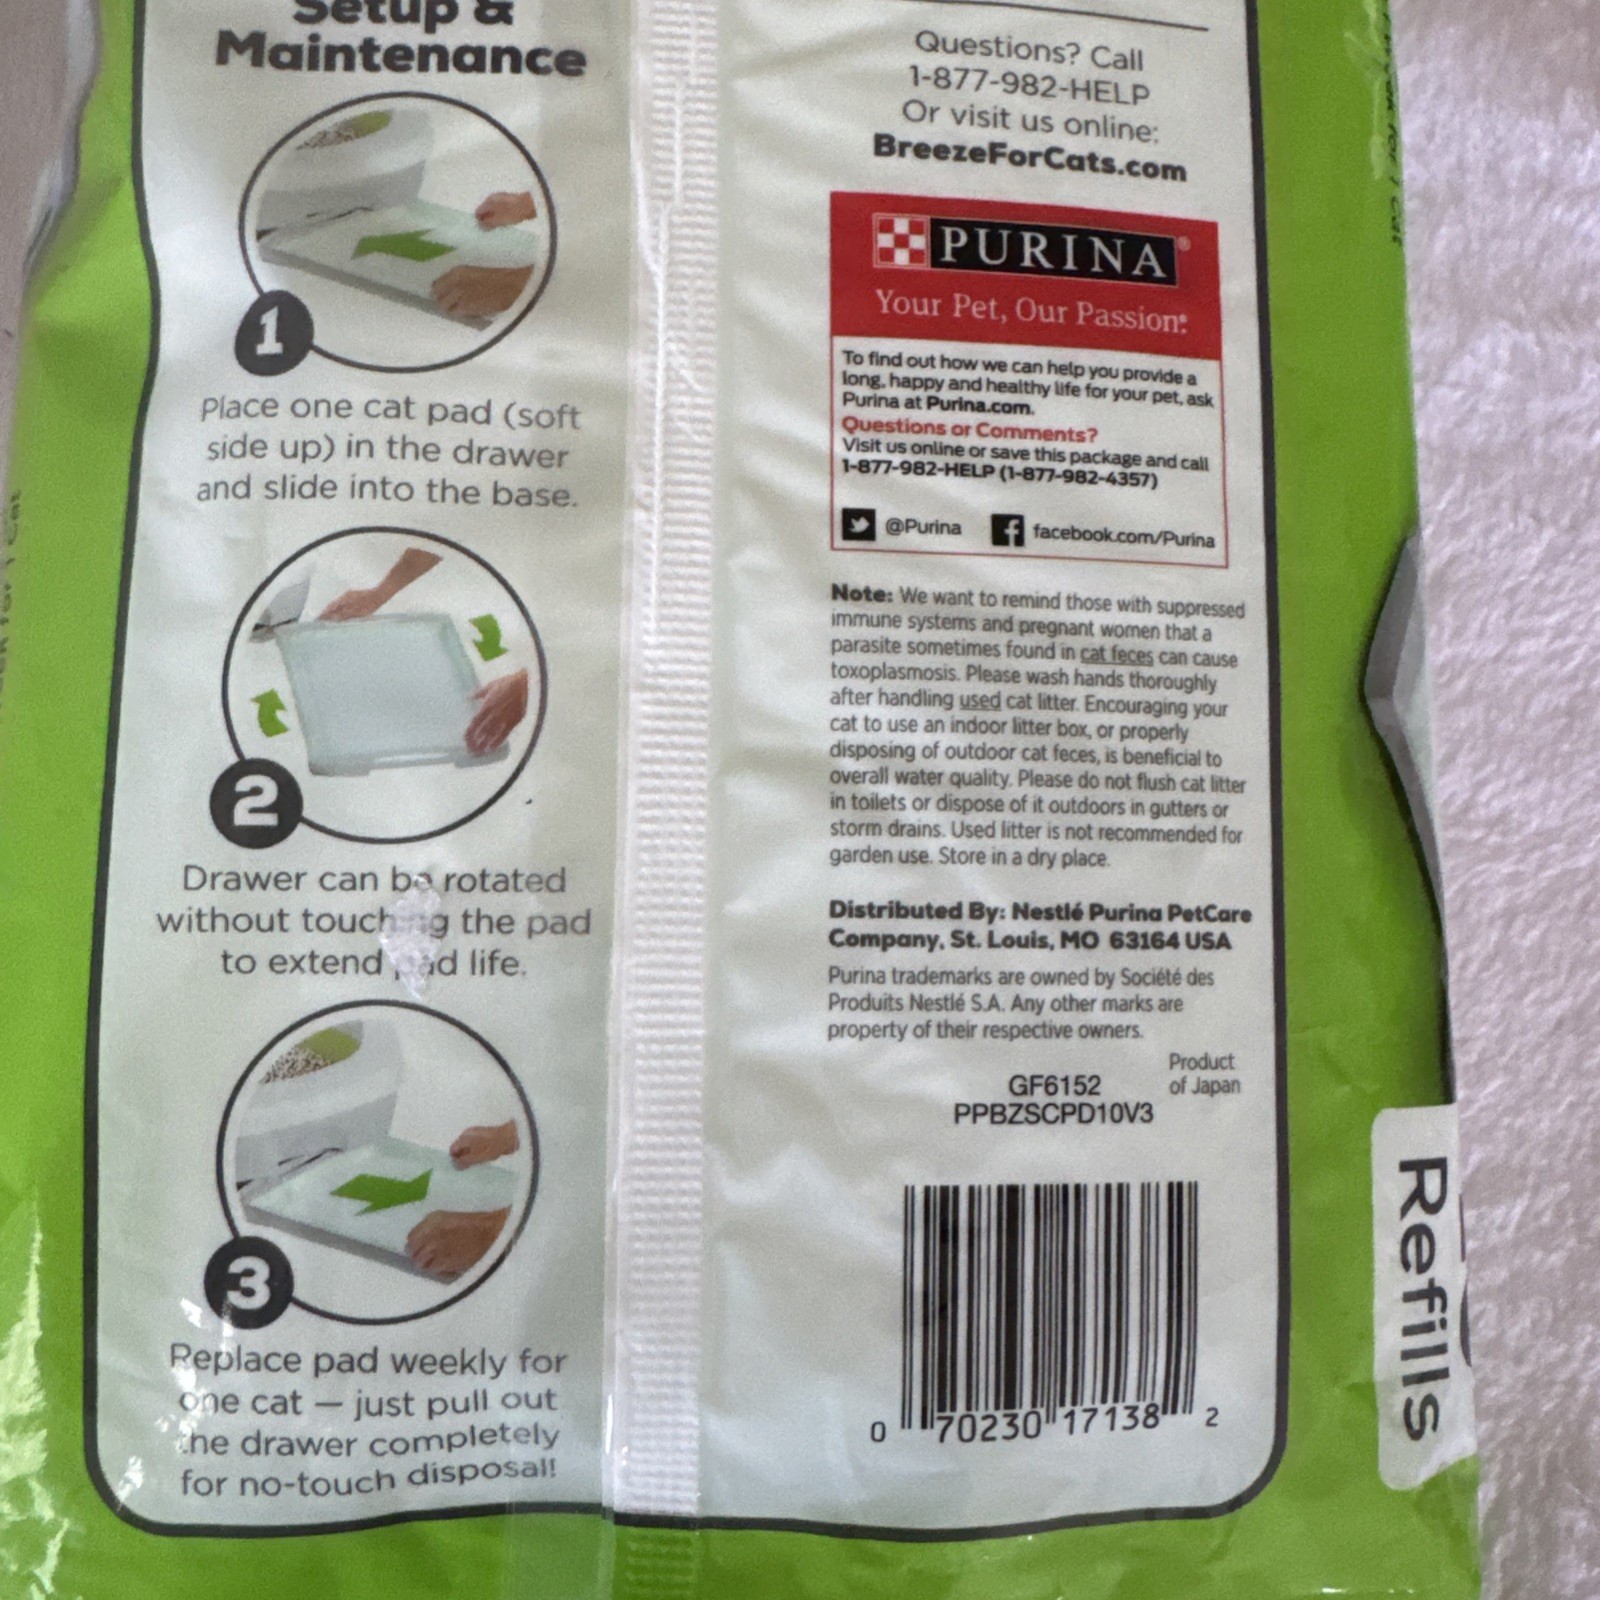 Setup &
Maintenance
1
Place one cat pad (soft
side up) in the drawer
and slide into the base.
2
Drawer can be rotated
without touching the pad
to extend pad life.
3
Replace pad weekly for
one cat — just pull out
the drawer completely
for no-touch disposal!
Questions? Call
1-877-982-HELP
Or visit us online:
BreezeForCats.com
PURINA®
Your Pet, Our Passion.®
To find out how we can help you provide a
long, happy and healthy life for your pet, ask
Purina at Purina.com.
Questions or Comments?
Visit us online or save this package and call
1-877-982-HELP (1-877-982-4357)
@Purina
facebook.com/Purina
Note: We want to remind those with suppressed
immune systems and pregnant women that a
parasite sometimes found in cat feces can cause
toxoplasmosis. Please wash hands thoroughly
after handling used cat litter. Encouraging your
cat to use an indoor litter box, or properly
disposing of outdoor cat feces, is beneficial to
overall water quality. Please do not flush cat litter
in toilets or dispose of it outdoors in gutters or
storm drains. Used litter is not recommended for
garden use. Store in a dry place.
Distributed By: Nestlé Purina PetCare
Company, St. Louis, MO 63164 USA
Purina trademarks are owned by Société des
Produits Nestlé S.A. Any other marks are
property of their respective owners.
Product
of Japan
GF6152
PPBZSCPD10V3
0 70230 17138 2
Refills
for 1 Cat
for 1 Cat